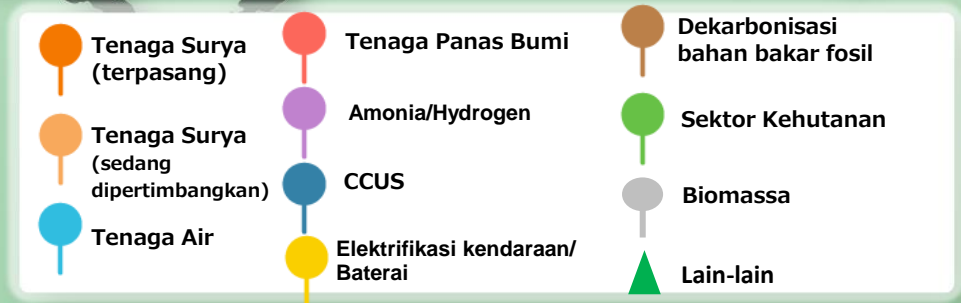 Tenaga Surya
(terpasang)
Tenaga Surya
(sedang
dipertimbangkan)
Tenaga Air
Tenaga Panas Bumi
Amonia/Hydrogen
CCUS
Elektrifikasi kendaraan/
Baterai
Dekarbonisasi
bahan bakar fosil
Sektor Kehutanan
Biomassa
Lain-lain